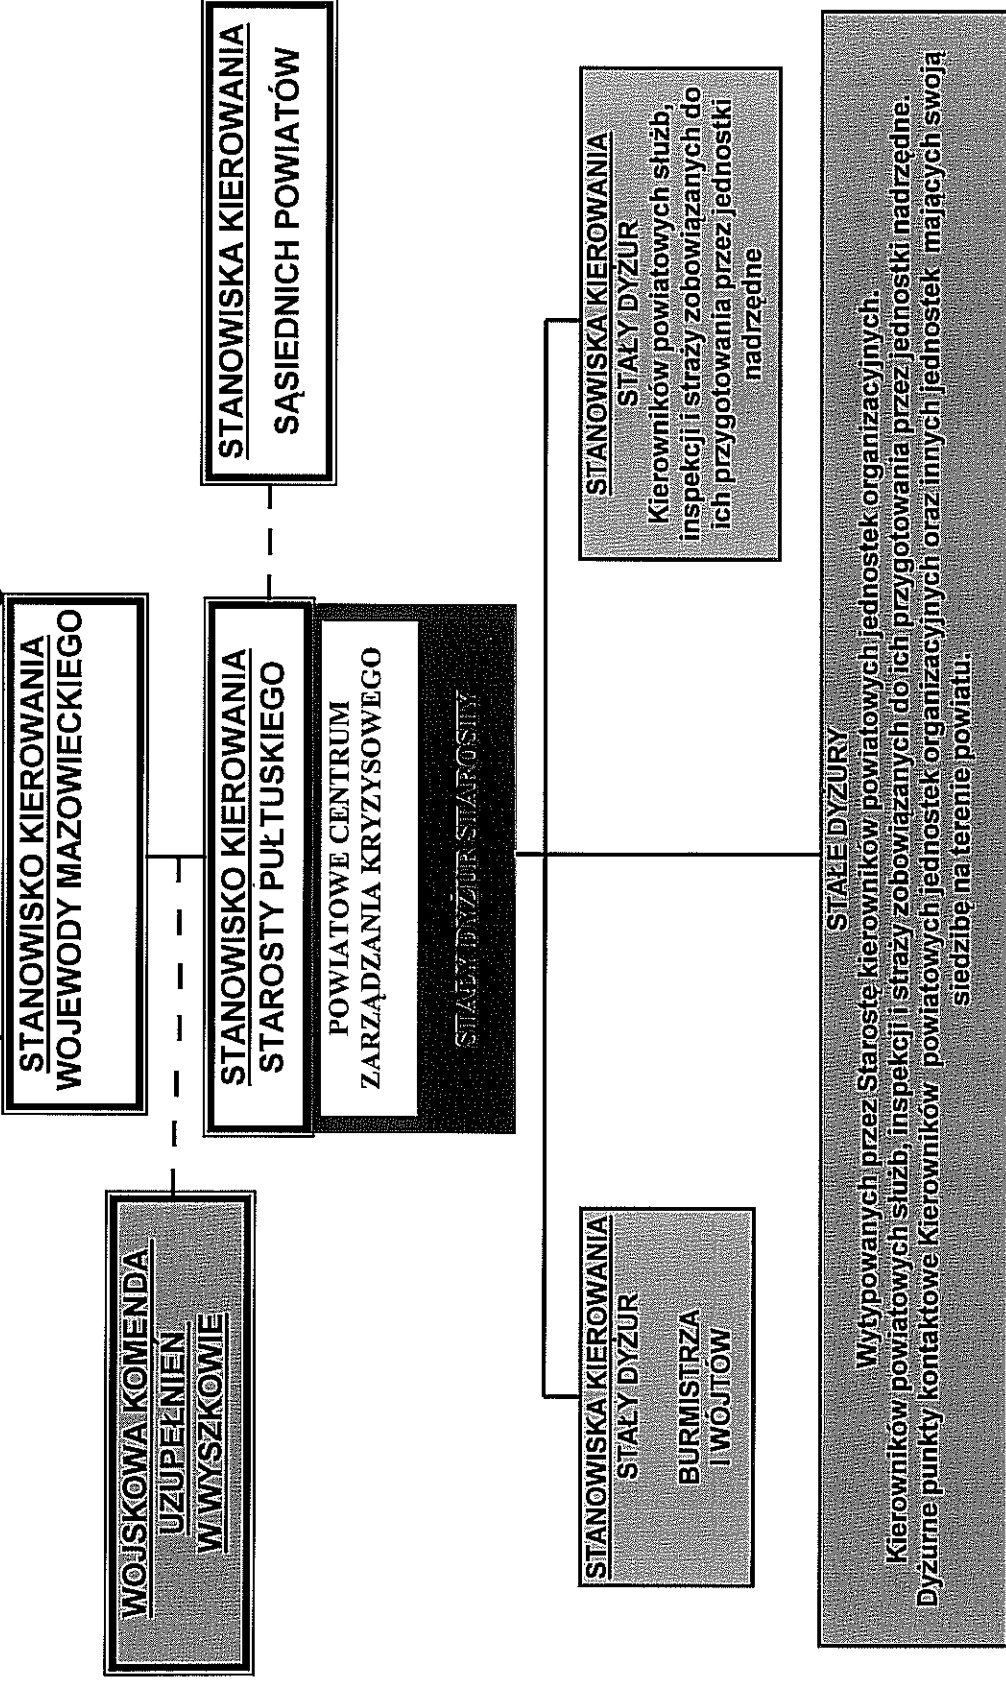 STANOWISKO KIEROWANIA
WOJEWODY MAZOWIECKIEGO
WOJSKOWA KOMENDA
UZUPEŁNIEŃ
W WYSZKOWIE
STANOWISKO KIEROWANIA
STAROSTY PUŁTUSKIEGO
STANOWISKA KIEROWANIA
SĄSIEDNICH POWIATÓW
POWIATOWE CENTRUM
ZARZĄDZANIA KRYZYSOWEGO
STAŁY DYŻUR STAROSTY
STANOWISKA KIEROWANIA
STAŁY DYŻUR
BURMISTRZA
I WÓJTÓW
STANOWISKA KIEROWANIA
STAŁY DYŻUR
Kierowników powiatowych służb,
inspekcji i straży zobowiązanych do
ich przygotowania przez jednostki
nadrzędne
STAŁE DYŻURY
Wytypowanych przez Starostę kierowników powiatowych jednostek organizacyjnych.
Kierowników powiatowych służb, inspekcji i straży zobowiązanych do ich przygotowania przez jednostki nadrzędne.
Dyżurne punkty kontaktowe Kierowników powiatowych jednostek organizacyjnych oraz innych jednostek mających swoją
siedzibę na terenie powiatu.